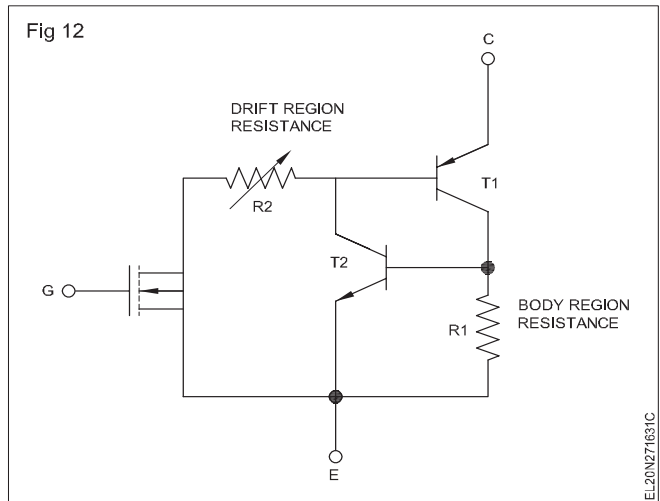 Fig 12
C
DRIFT REGION
RESISTANCE
T1
R2
T2
G
BODY REGION
RESISTANCE
R1
E
EL20N271631C